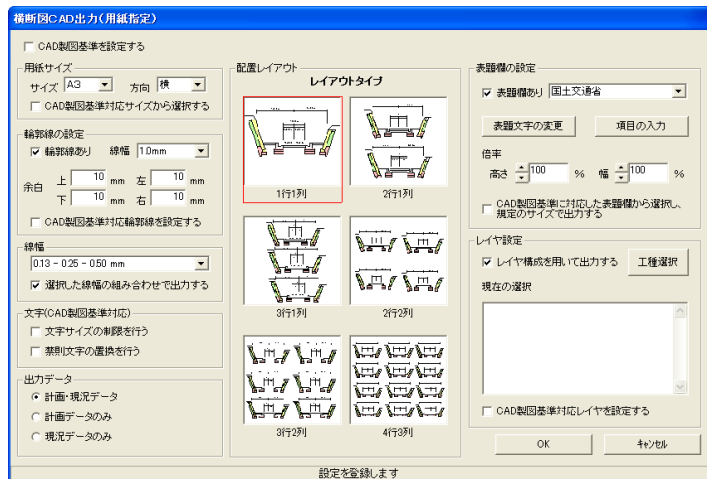 横断図CAD出力(用紙指定)
CAD製図基準を設定する
用紙サイズ
サイズ A3 方向 横
CAD製図基準対応サイズから選択する
輪郭線の設定
輪郭線あり 線幅 1.0mm
余白 上 10 mm 左 10 mm
下 10 mm 右 10 mm
CAD製図基準対応輪郭線を設定する
線幅
0.13 - 0.25 - 0.50 mm
選択した線幅の組み合わせで出力する
文字(CAD製図基準対応)
文字サイズの制限を行う
禁則文字の置換を行う
出力データ
計画・現況データ
計画データのみ
現況データのみ
配置レイアウト
レイアウトタイプ
1行1列
2行1列
3行1列
2行2列
3行2列
4行3列
表題欄の設定
表題欄あり 国土交通省
表題文字の変更 項目の入力
倍率
高さ 100 % 幅 100 %
CAD製図基準に対応した表題欄から選択し、
規定のサイズで出力する
レイヤ設定
レイヤ構成を用いて出力する 工種選択
現在の選択
CAD製図基準対応レイヤを設定する
OK キャンセル
設定を登録します